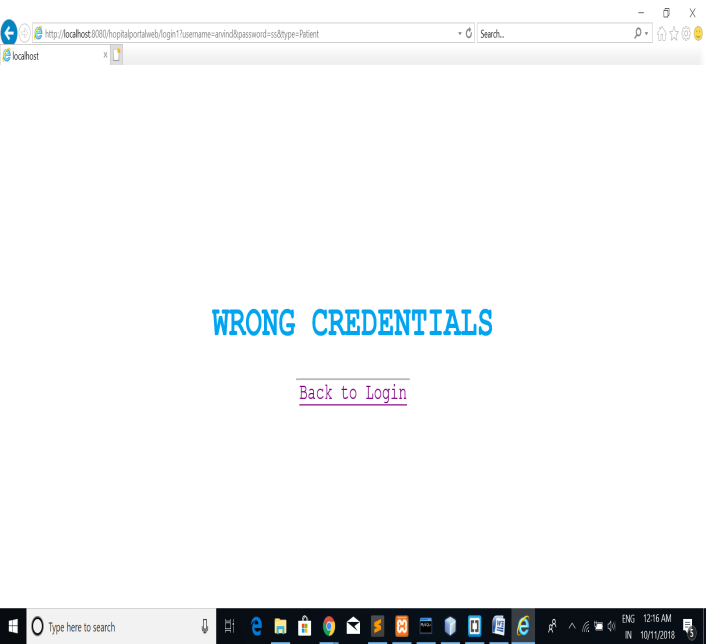 http://localhost:8080/hopitalportalweb/login1?username=arvind&password=ss&type=Patient
Search...
localhost
WRONG CREDENTIALS
Back to Login
Type here to search
ENG
12:16 AM
IN
10/11/2018